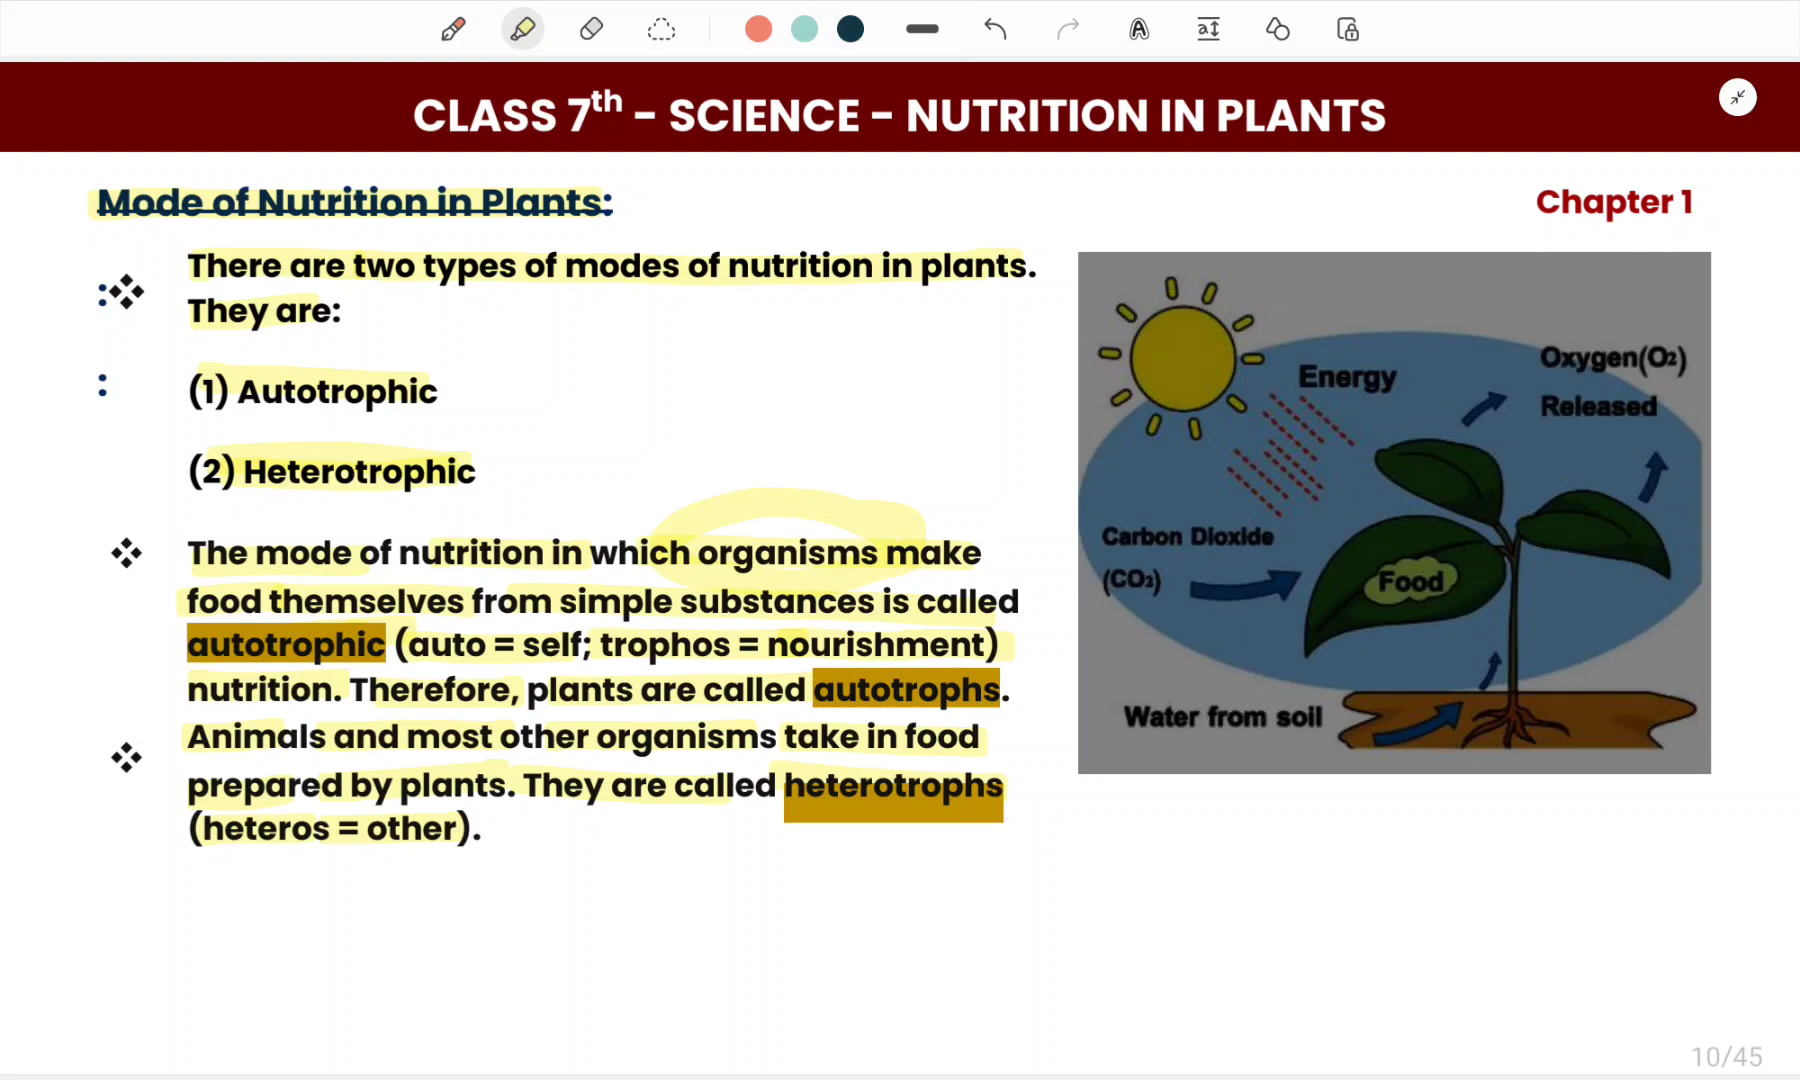 CLASS 7th - SCIENCE - NUTRITION IN PLANTS
Mode of Nutrition in Plants:
Chapter 1
There are two types of modes of nutrition in plants.
They are:
(1) Autotrophic
(2) Heterotrophic
The mode of nutrition in which organisms make
food themselves from simple substances is called
autotrophic (auto = self; trophos = nourishment)
nutrition. Therefore, plants are called autotrophs.
Animals and most other organisms take in food
prepared by plants. They are called heterotrophs
(heteros = other).
Energy
Oxygen(O2)
Released
Carbon Dioxide
(CO2)
Food
Water from soil
10/45